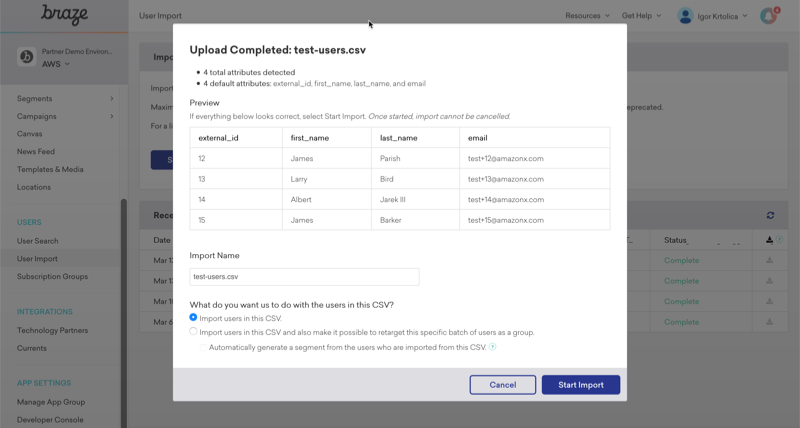 braze
User Import
Resources
Get Help
Igor Krtolica
4
Partner Demo Environ...
AWS
Segments
Campaigns
Canvas
News Feed
Templates & Media
Locations
USERS
User Search
User Import
Subscription Groups
INTEGRATIONS
Technology Partners
Currents
APP SETTINGS
Manage App Group
Developer Console
Upload Completed: test-users.csv
4 total attributes detected
4 default attributes: external_id, first_name, last_name, and email
Preview
If everything below looks correct, select Start Import. Once started, import cannot be cancelled.
external_id first_name last_name email
12 James Parish test+12@amazonx.com
13 Larry Bird test+13@amazonx.com
14 Albert Jarek III test+14@amazonx.com
15 James Barker test+15@amazonx.com
Import Name
test-users.csv
What do you want us to do with the users in this CSV?
Import users in this CSV.
Import users in this CSV and also make it possible to retarget this specific batch of users as a group.
Automatically generate a segment from the users who are imported from this CSV. ?
Cancel
Start Import
Impo
Import
Maxim
For a l
S
eprecated.
Rece
Date
Status
Mar 1
Complete
Mar 1
Complete
Mar 1
Complete
Mar 6
Complete